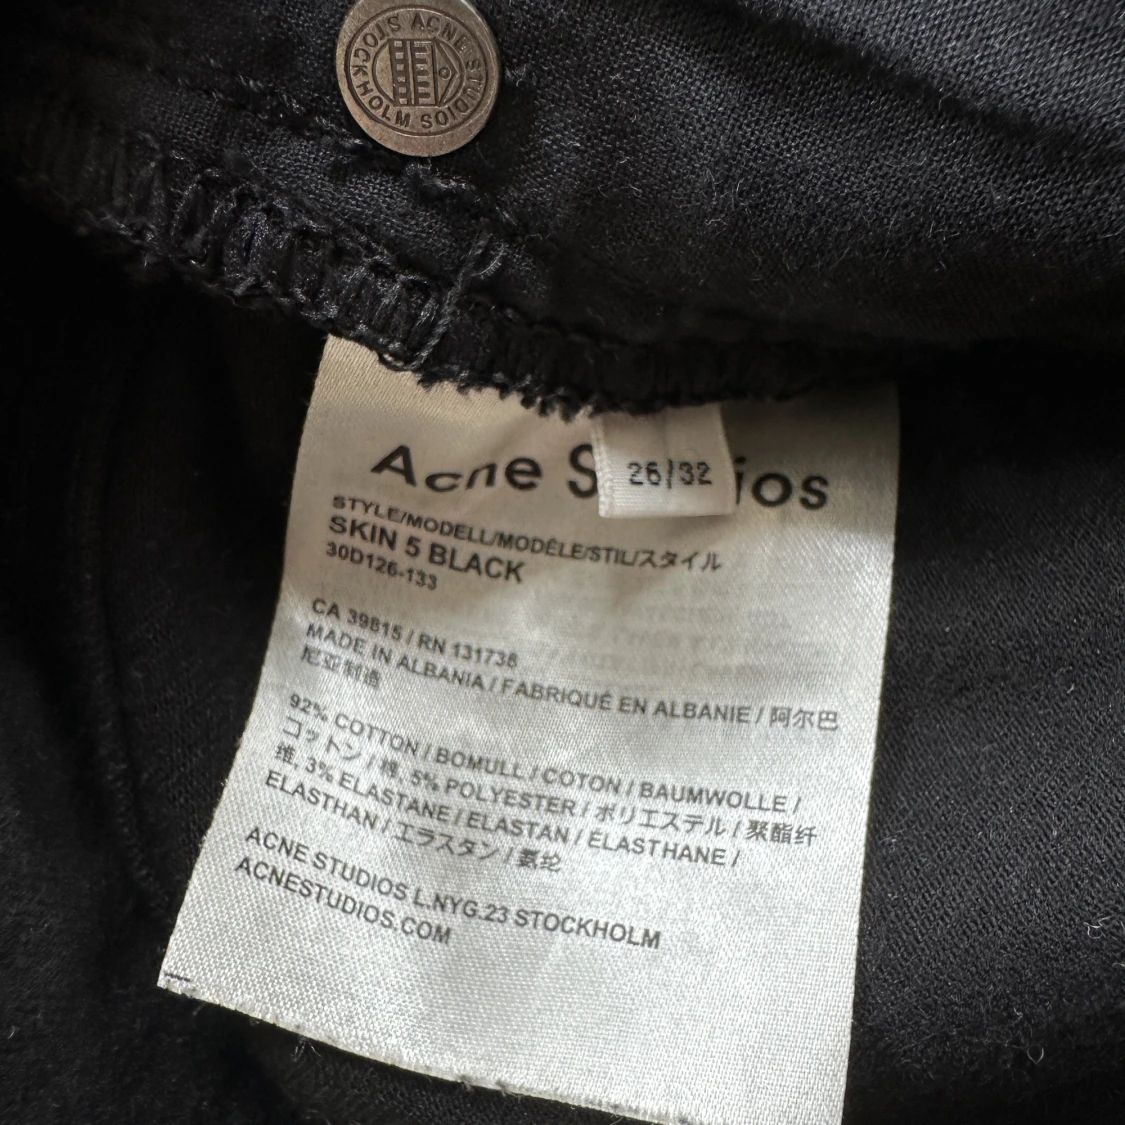 ACNE STUDIOS
STOCKHOLM
Acne S ios
26/32
STYLE/MODELL/MODÈLE/STIL/スタイル
SKIN 5 BLACK
30D126-133
CA 39815 / RN 131738
MADE IN ALBANIA / FABRIQUÉ EN ALBANIE / 阿尔巴
尼亚制造
92% COTTON / BOMULL / COTON / BAUMWOLLE /
コットン / 棉, 5% POLYESTER / ポリエステル / 聚酯纤
维, 3% ELASTANE / ELASTAN / ÉLASTHANE /
ELASTHAN / エラスタン / 氨纶
ACNE STUDIOS L.NYG.23 STOCKHOLM
ACNESTUDIOS.COM